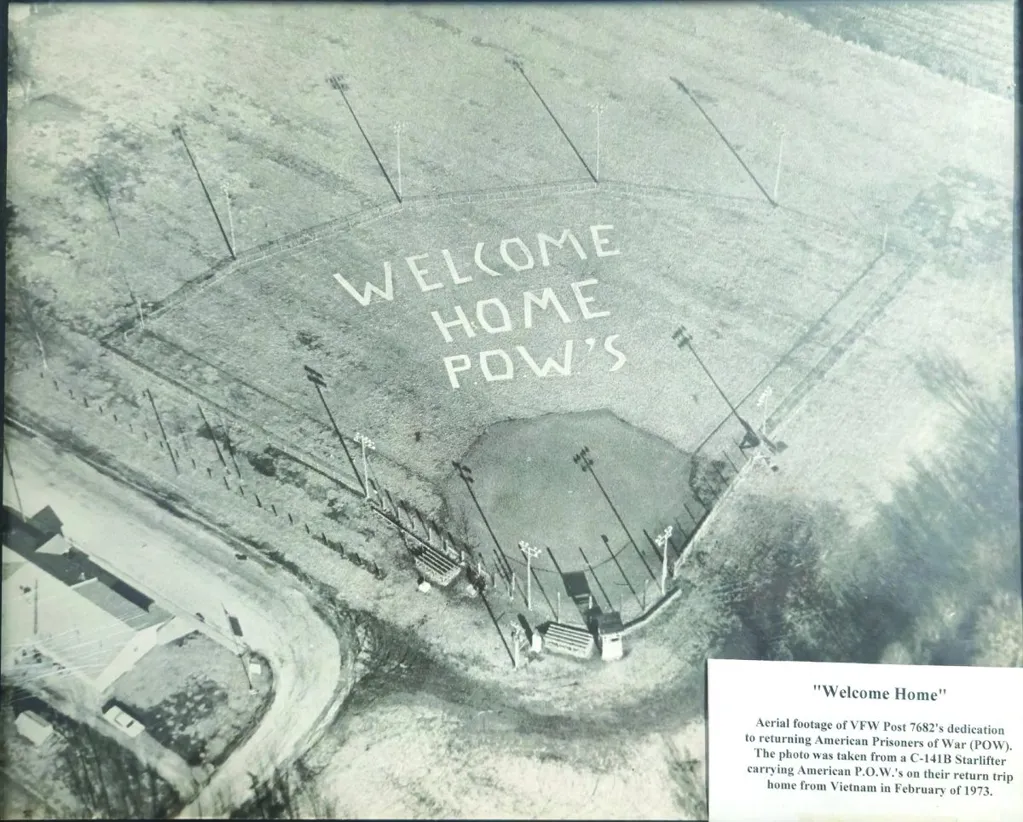 WELCOME
HOME
P.O.W.'S
"Welcome Home"
Aerial footage of VFW Post 7682's dedication
to returning American Prisoners of War (POW).
The photo was taken from a C-141B Starlifter
carrying American P.O.W.'s on their return trip
home from Vietnam in February of 1973.